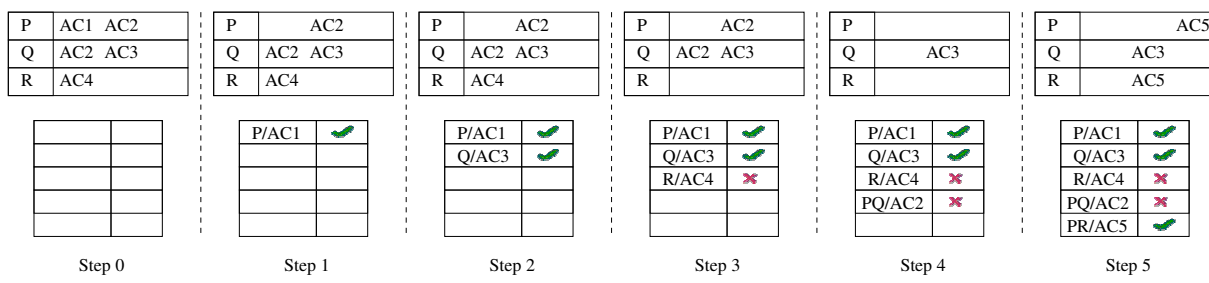 P AC1 AC2
Q AC2 AC3
R AC4
Step 0
P AC2
Q AC2 AC3
R AC4
P/AC1
Step 1
P AC2
Q AC2 AC3
R AC4
P/AC1
Q/AC3
Step 2
P AC2
Q AC2 AC3
R
P/AC1
Q/AC3
R/AC4
Step 3
P
Q AC3
R
P/AC1
Q/AC3
R/AC4
PQ/AC2
Step 4
P AC5
Q AC3
R AC5
P/AC1
Q/AC3
R/AC4
PQ/AC2
PR/AC5
Step 5